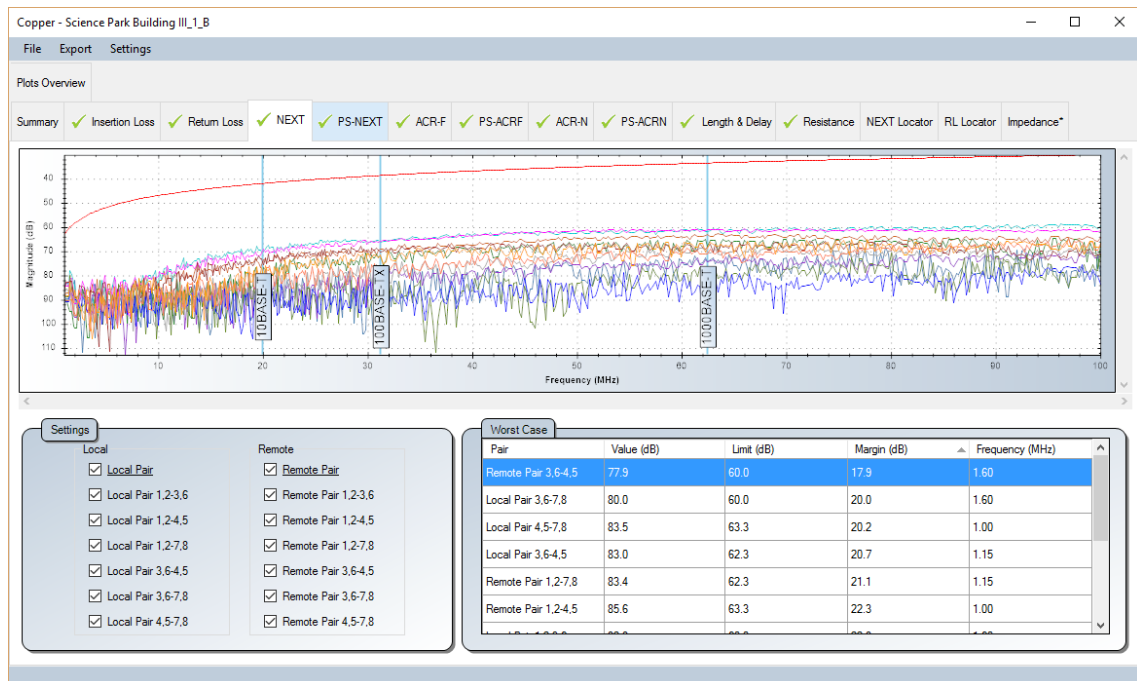 Copper - Science Park Building III_1_B
File Export Settings
Plots Overview
Summary Insertion Loss Return Loss NEXT PS-NEXT ACR-F PS-ACRF ACR-N PS-ACRN Length & Delay Resistance NEXT Locator RL Locator Impedance*
Magnitude (dB)
40
50
60
70
80
90
100
110
10BASE-T
100BASE-TX
1000BASE-T
10 20 30 40 50 60 70 80 90 100
Frequency (MHz)
Settings
Local Remote
Local Pair Remote Pair
Local Pair 1,2-3,6 Remote Pair 1,2-3,6
Local Pair 1,2-4,5 Remote Pair 1,2-4,5
Local Pair 1,2-7,8 Remote Pair 1,2-7,8
Local Pair 3,6-4,5 Remote Pair 3,6-4,5
Local Pair 3,6-7,8 Remote Pair 3,6-7,8
Local Pair 4,5-7,8 Remote Pair 4,5-7,8
Worst Case
Pair Value (dB) Limit (dB) Margin (dB) Frequency (MHz)
Remote Pair 3,6-4,5 77.9 60.0 17.9 1.60
Local Pair 3,6-7,8 80.0 60.0 20.0 1.60
Local Pair 4,5-7,8 83.5 63.3 20.2 1.00
Local Pair 3,6-4,5 83.0 62.3 20.7 1.15
Remote Pair 1,2-7,8 83.4 62.3 21.1 1.15
Remote Pair 1,2-4,5 85.6 63.3 22.3 1.00